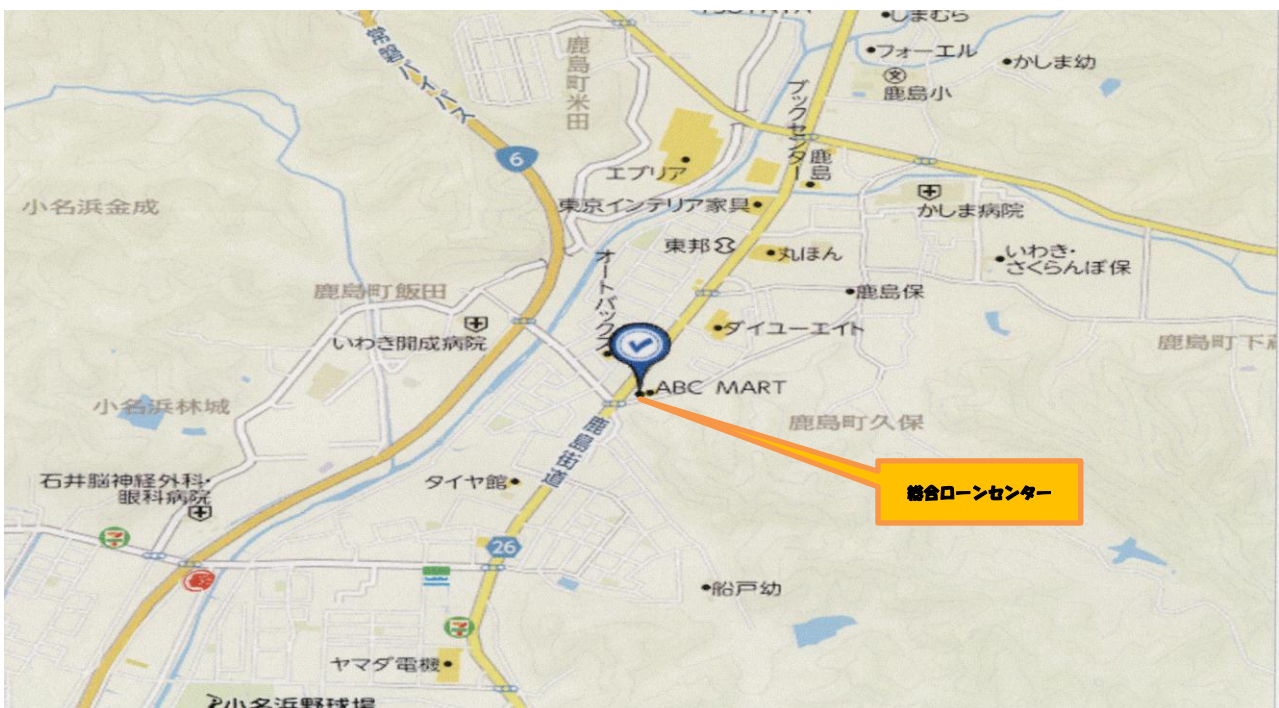 しまむら
フォーエル
かしま幼
鹿島小
常磐バイパス
鹿島町米田
ブックセンター鹿島
6
エブリア
小名浜金成
東京インテリア家具
かしま病院
東邦
丸ほん
いわき・
さくらんぼ保
オートバックス
鹿島町飯田
鹿島保
ダイユーエイト
いわき開成病院
ABC MART
小名浜林城
鹿島町久保
鹿島街道
石井脳神経外科・
眼科病院
タイヤ館
総合ローンセンター
26
船戸幼
ヤマダ電機
小名浜野球場